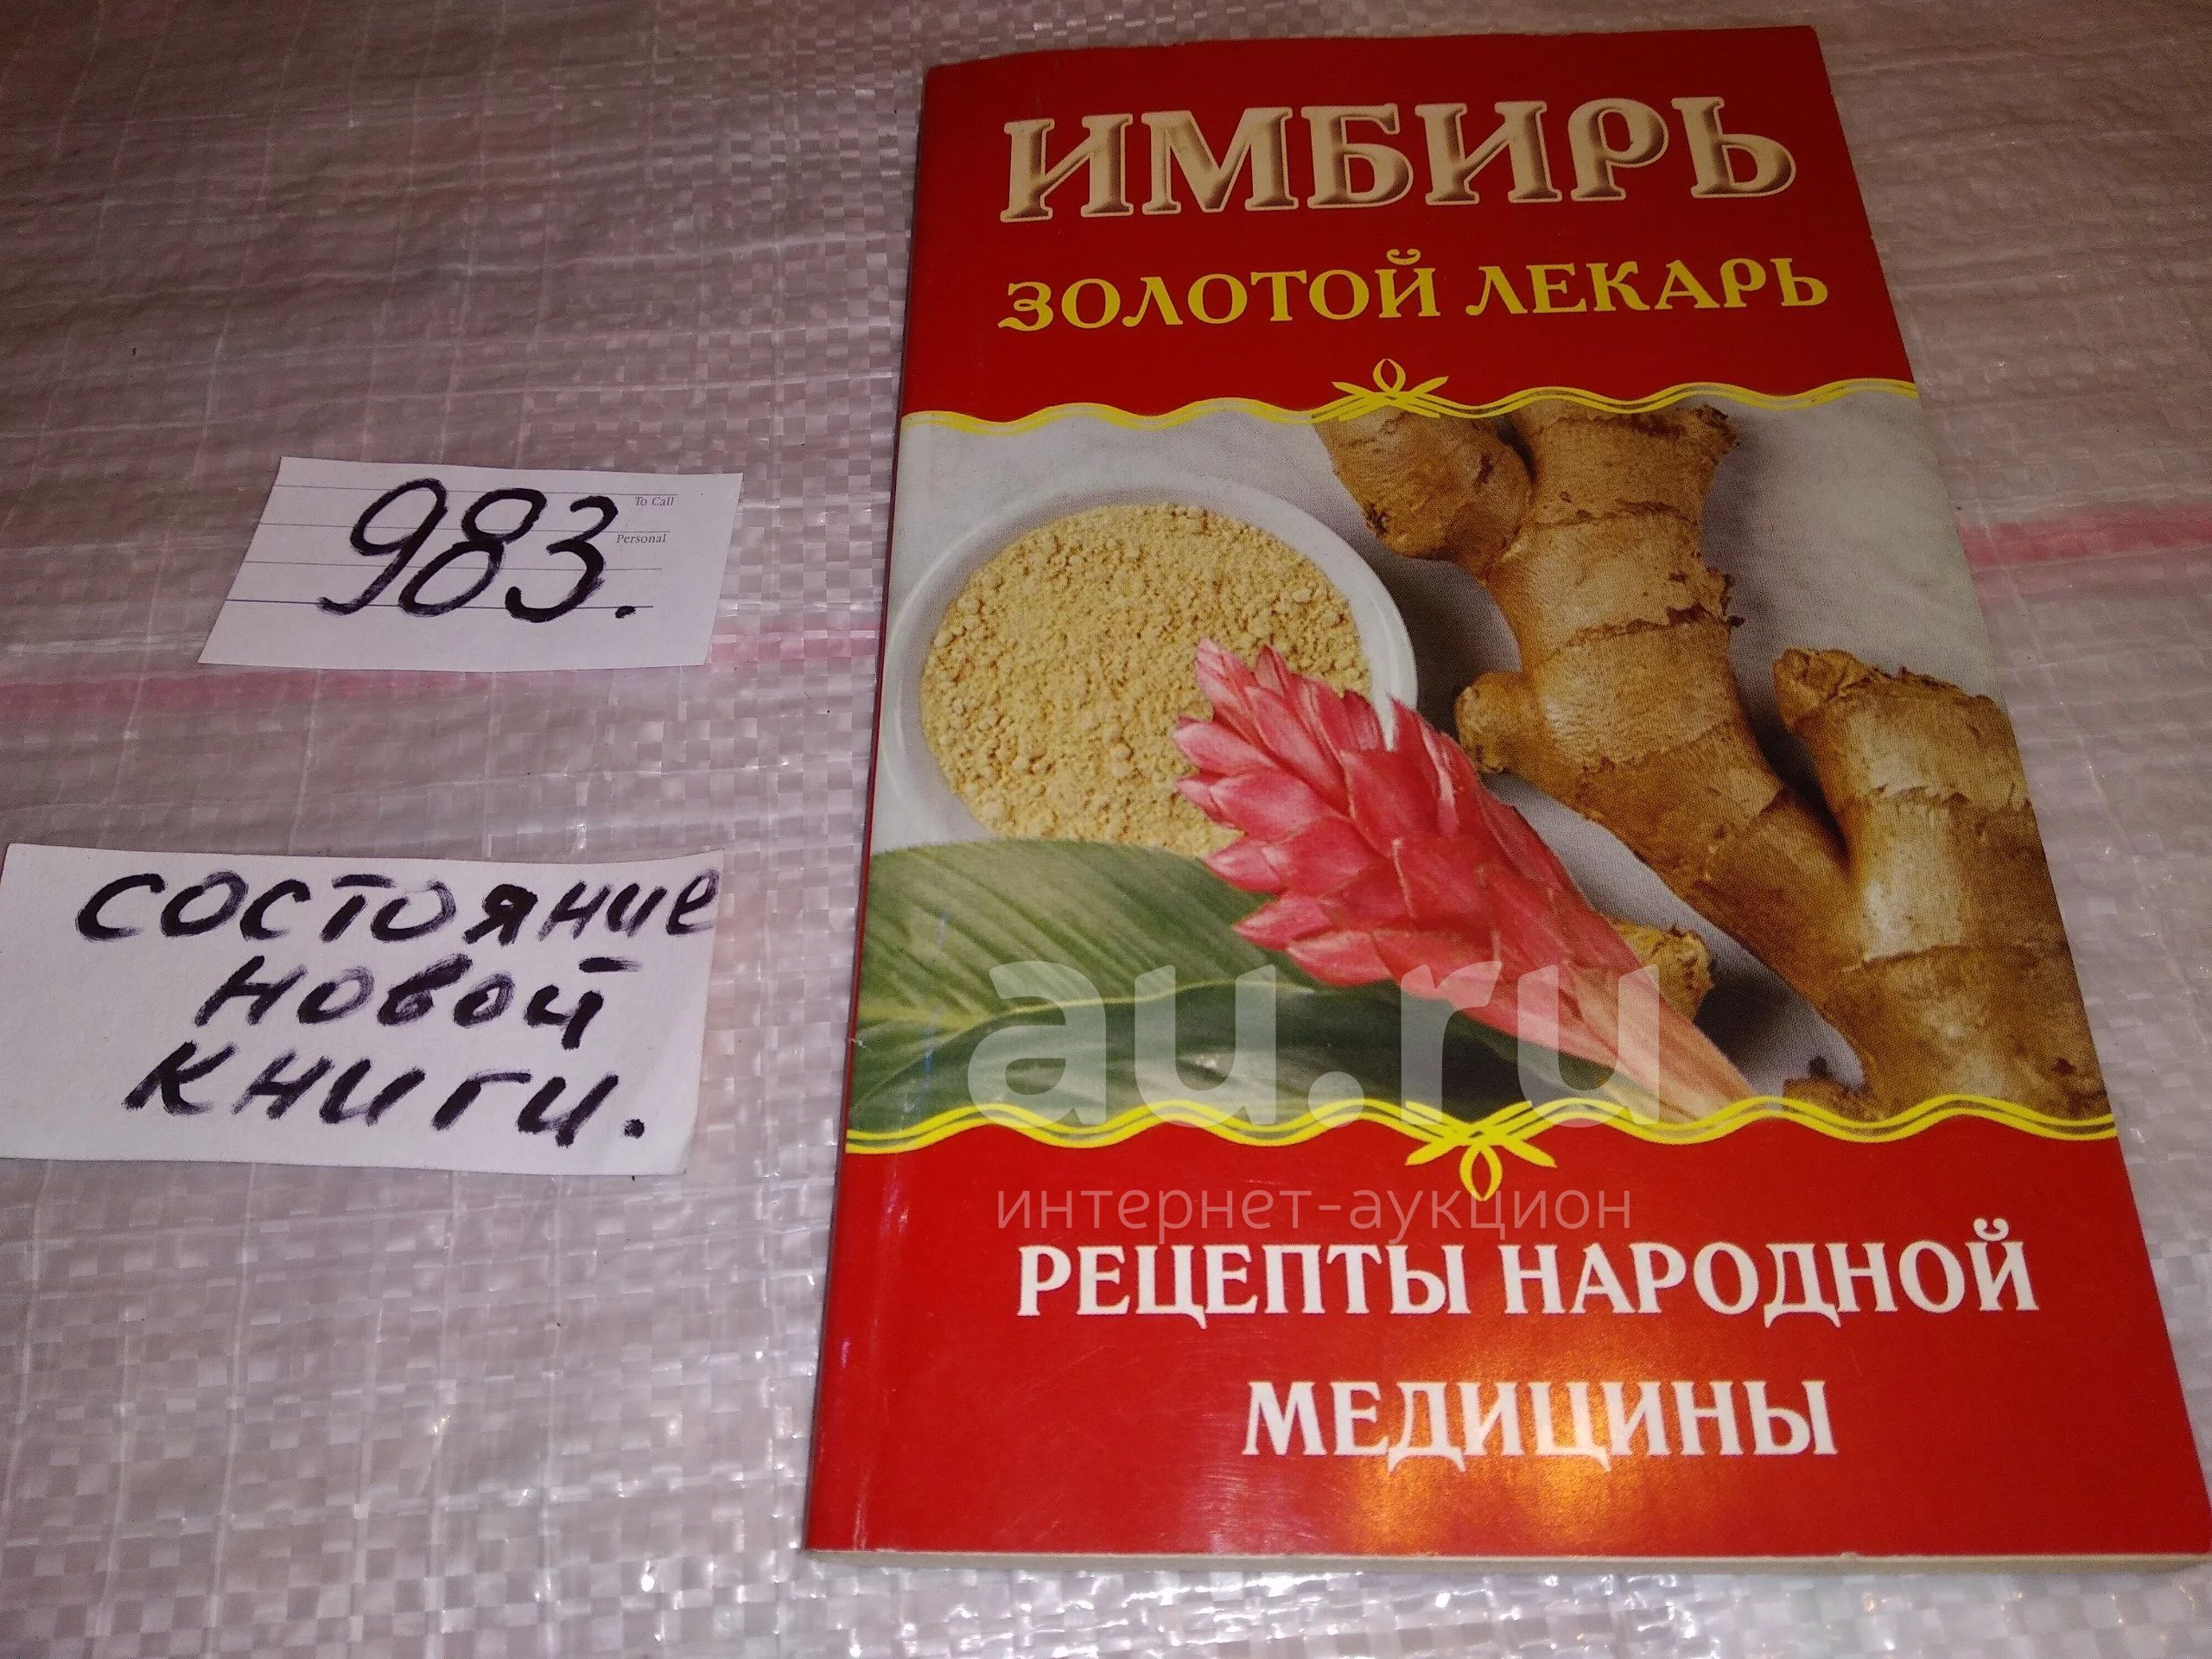 ИМБИРЬ
ЗОЛОТОЙ ЛЕКАРЬ
983.
To Call
Personal
состояние
новой
книги.
au.ru
интернет-аукцион
РЕЦЕПТЫ НАРОДНОЙ
МЕДИЦИНЫ